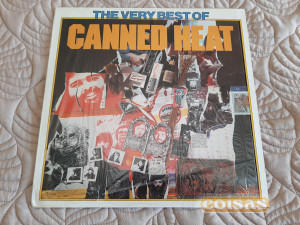 THE VERY BEST OF
CANNED HEAT
coisas